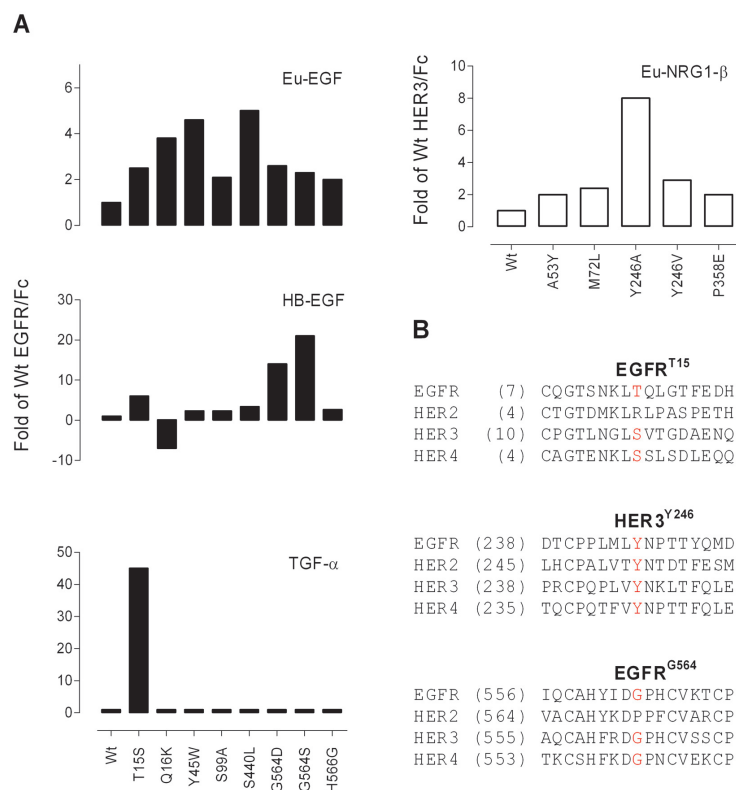 A
Eu-EGF
6
4
2
0
HB-EGF
30
20
10
0
-10
Fold of Wt EGFR/Fc
TGF-α
50
40
30
20
10
0
Wt
T15S
Q16K
Y45W
S99A
S440L
G564D
G564S
H566G
Eu-NRG1-β
Fold of Wt HER3/Fc
10
8
6
4
2
0
Wt
A53Y
M72L
Y246A
Y246V
P358E
B
EGFR^T15
EGFR (7) CQGTSNKLTQLGTFEDH
HER2 (4) CTGTDMKLRLPASPETH
HER3 (10) CPGTLNGLSVTGDAENQ
HER4 (4) CAGTENKLSSLSDLEQQ
HER3^Y246
EGFR (238) DTCPPLMLYNPTTYQMD
HER2 (245) LHCPALVTYNTDTFESM
HER3 (238) PRCPQPLVYNKLTFQLE
HER4 (235) TQCPQTFVYNPTTFQLE
EGFR^G564
EGFR (556) IQCAHYIDGPHCVKTCP
HER2 (564) VACAHYKDPPFCVARCP
HER3 (555) AQCAHFRDGPHCVSSCP
HER4 (553) TKCSHFKDGPNCVEKCP